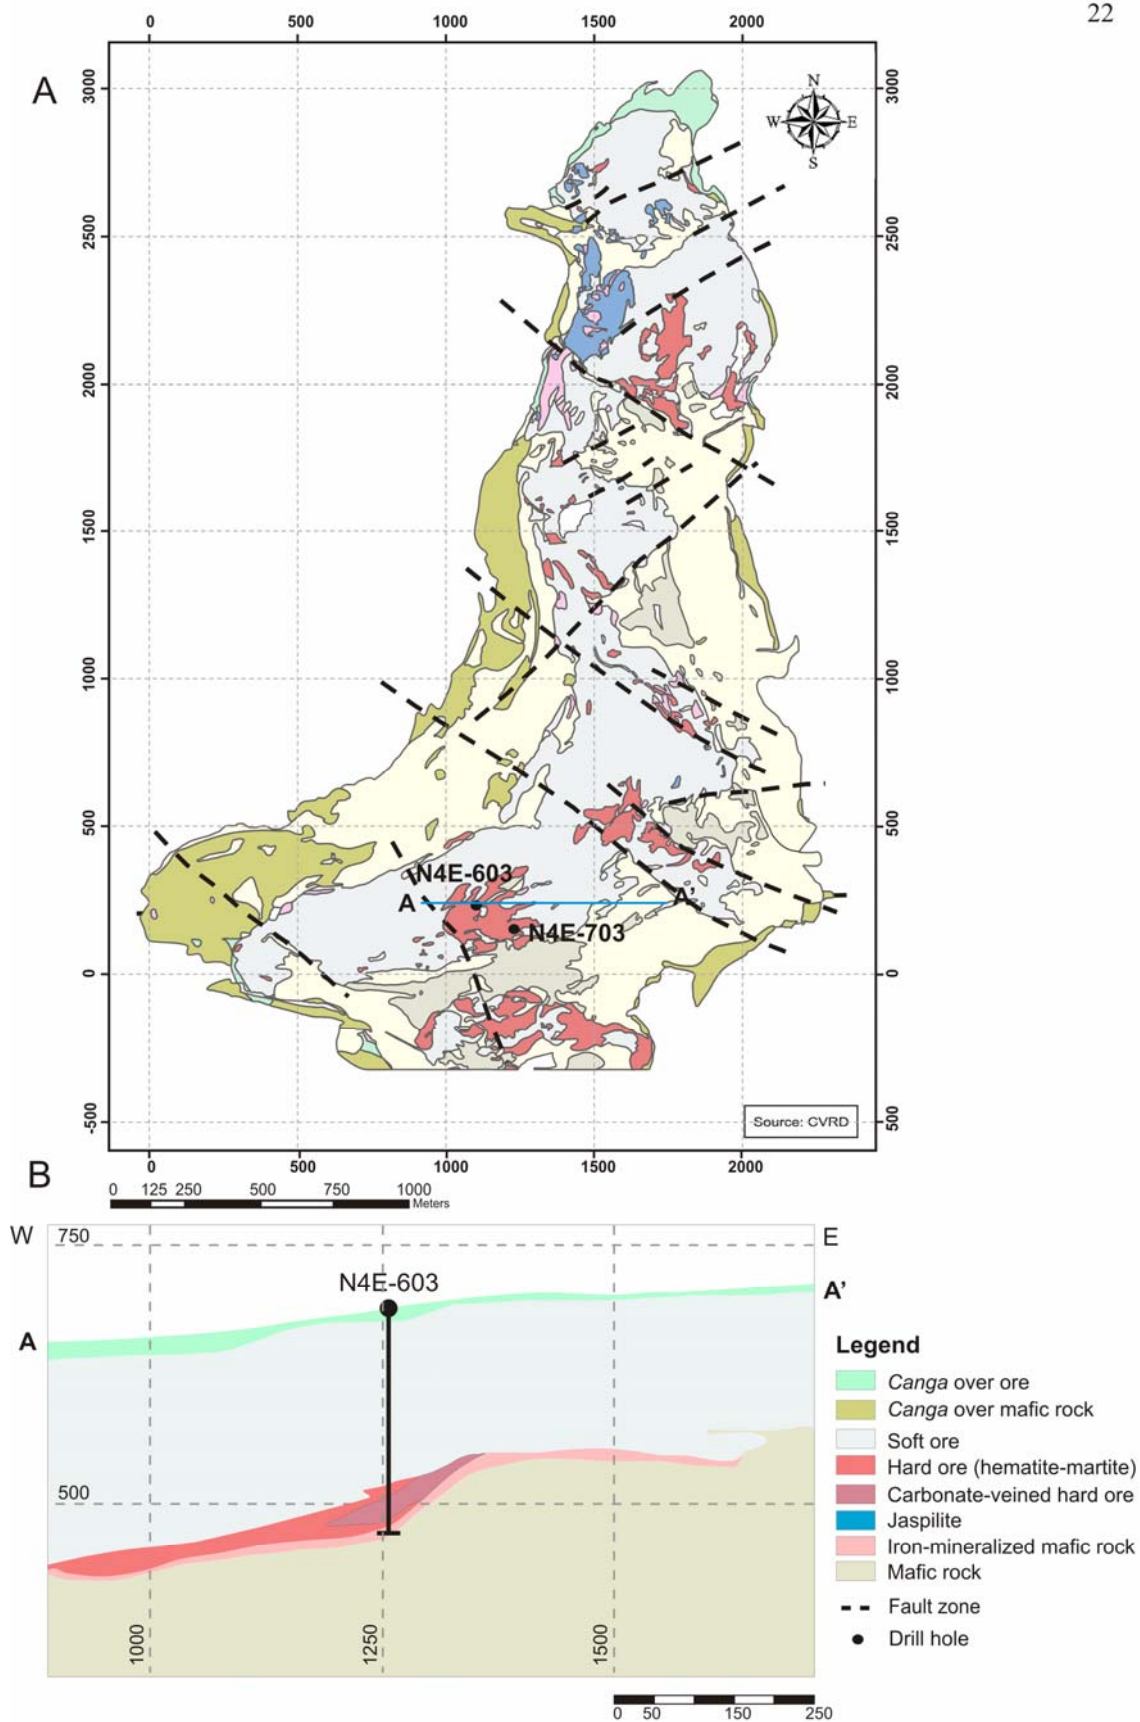 22
0 500 1000 1500 2000
A
3000 3000
N
W E
S
2500 2500
2000 2000
1500 1500
1000 1000
500 500
N4E-603
A A'
N4E-703
0 0
-500 500
Source: CVRD
0 500 1000 1500 2000
B
0 125 250 500 750 1000
Meters
W E
750
N4E-603
A'
A
500
1000 1250 1500
Legend
Canga over ore
Canga over mafic rock
Soft ore
Hard ore (hematite-martite)
Carbonate-veined hard ore
Jaspilite
Iron-mineralized mafic rock
Mafic rock
Fault zone
Drill hole
0 50 150 250